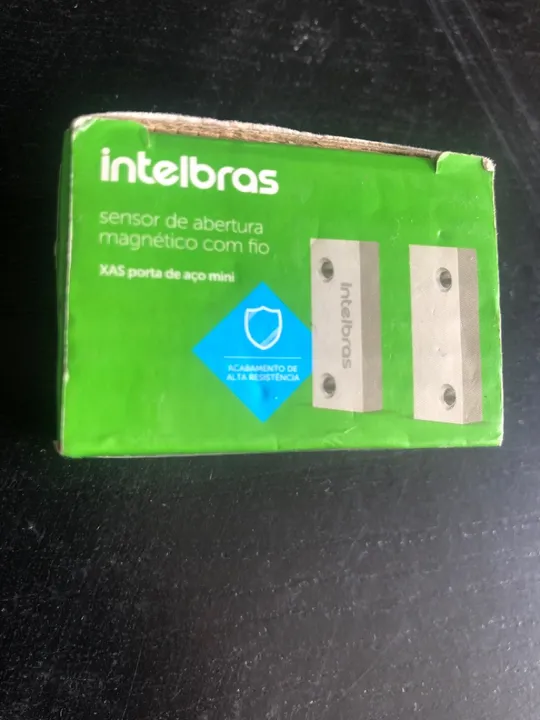 intelbras
sensor de abertura
magnético com fio
XAS porta de aço mini
ACABAMENTO DE
ALTA RESISTÊNCIA
intelbras